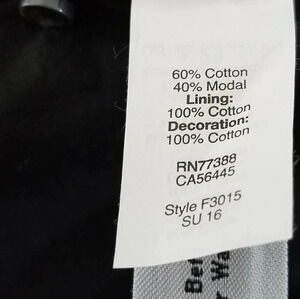 60% Cotton
40% Modal
Lining:
100% Cotton
Decoration:
100% Cotton
RN77388
CA56445
Style F3015
SU 16